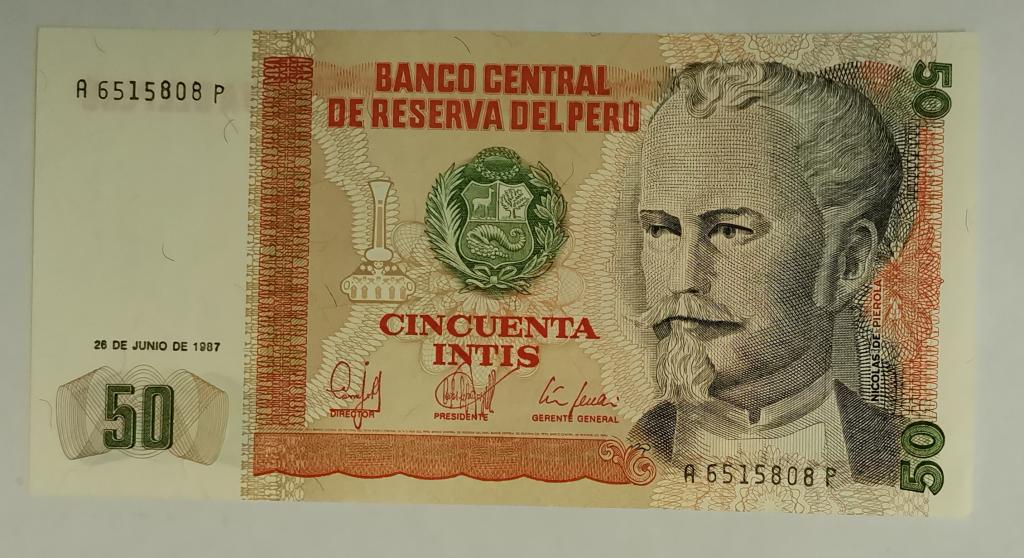 A 6515808 P
BANCO CENTRAL
DE RESERVA DEL PERÚ
50
CINCUENTA
INTIS
26 DE JUNIO DE 1987
50
DIRECTOR
PRESIDENTE
GERENTE GENERAL
NICOLAS DE PIEROLA
A 6515808 P
50